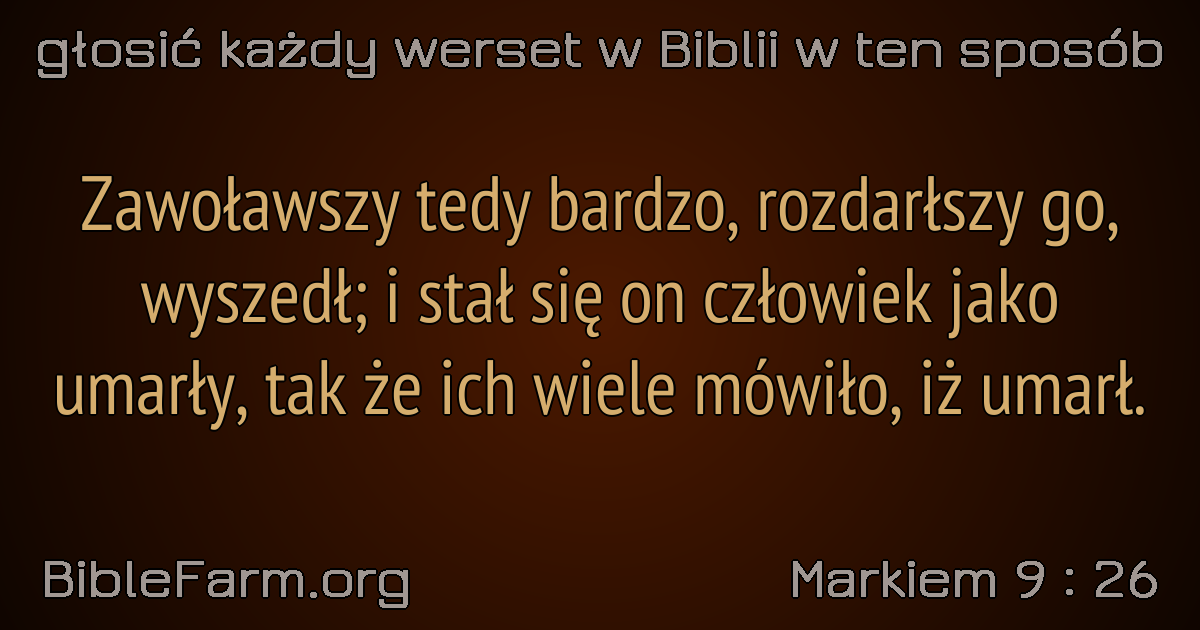 głosić każdy werset w Biblii w ten sposób
Zawoławszy tedy bardzo, rozdarłszy go,
wyszedł; i stał się on człowiek jako
umarły, tak że ich wiele mówiło, iż umarł.
BibleFarm.org
Markiem 9 : 26